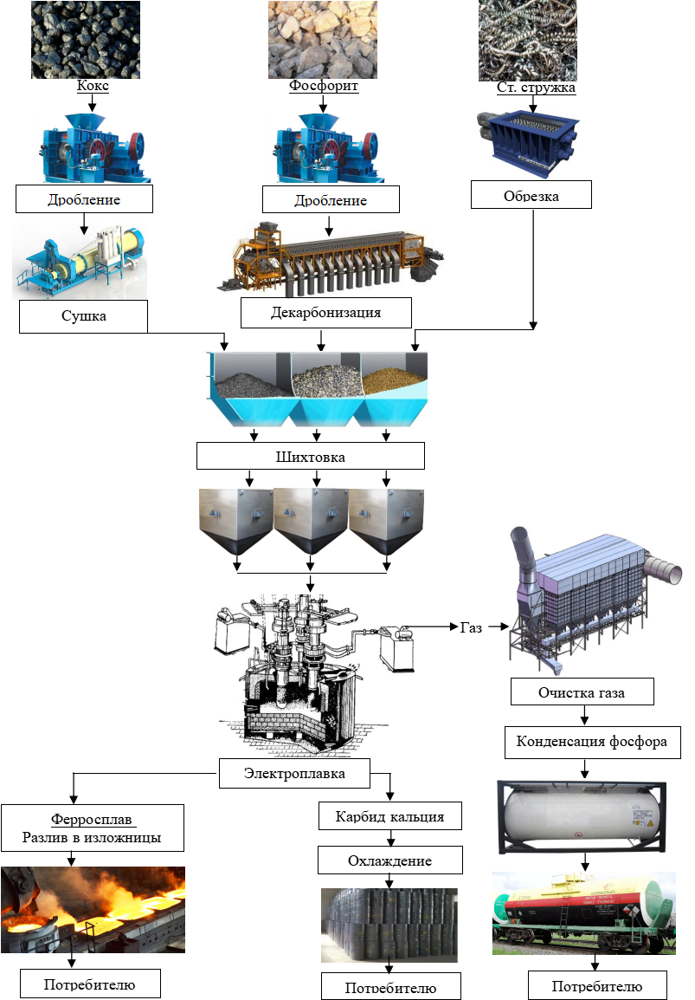 Кокс
Фосфорит
Ст. стружка
Дробление
Дробление
Обрезка
Сушка
Декарбонизация
Шихтовка
Газ
Очистка газа
Конденсация фосфора
Электроплавка
Ферросплав
Разлив в изложницы
Карбид кальция
Охлаждение
Потребителю
Потребителю
Потребителю